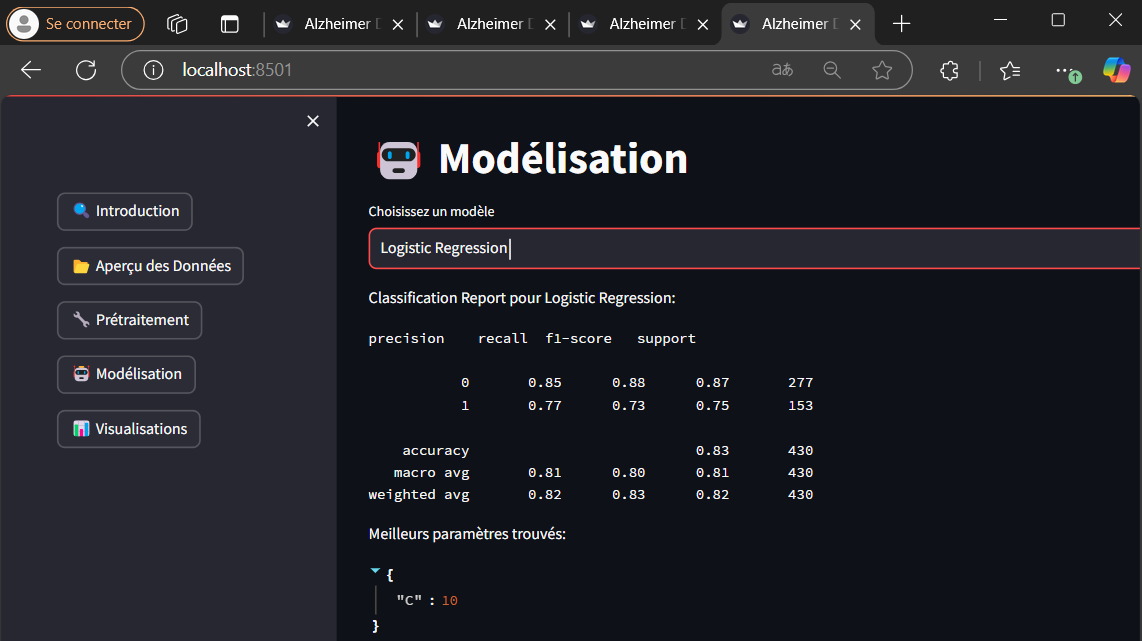 Se connecter
Alzheimer D
Alzheimer D
Alzheimer D
Alzheimer D
localhost:8501
aあ
Modélisation
Choisissez un modèle
Introduction
Logistic Regression
Aperçu des Données
Classification Report pour Logistic Regression:
Prétraitement
precision recall f1-score support
Modélisation
0 0.85 0.88 0.87 277
1 0.77 0.73 0.75 153
Visualisations
accuracy 0.83 430
macro avg 0.81 0.80 0.81 430
weighted avg 0.82 0.83 0.82 430
Meilleurs paramètres trouvés:
{
"C" : 10
}